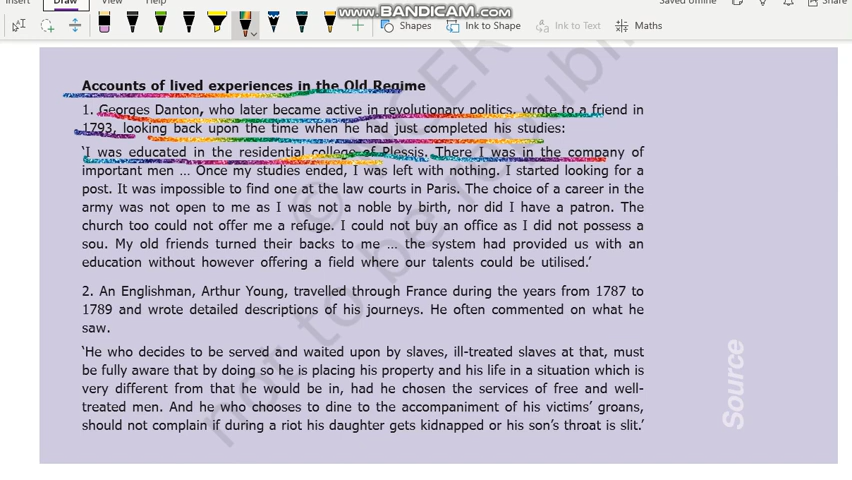 Insert Draw View Help Saved offline Share
www.BANDICAM.com
Shapes Ink to Shape Ink to Text Maths
Accounts of lived experiences in the Old Regime
1. Georges Danton, who later became active in revolutionary politics, wrote to a friend in
1793, looking back upon the time when he had just completed his studies:
‘I was educated in the residential college of Plessis. There I was in the company of
important men … Once my studies ended, I was left with nothing. I started looking for a
post. It was impossible to find one at the law courts in Paris. The choice of a career in the
army was not open to me as I was not a noble by birth, nor did I have a patron. The
church too could not offer me a refuge. I could not buy an office as I did not possess a
sou. My old friends turned their backs to me … the system had provided us with an
education without however offering a field where our talents could be utilised.’
2. An Englishman, Arthur Young, travelled through France during the years from 1787 to
1789 and wrote detailed descriptions of his journeys. He often commented on what he
saw.
‘He who decides to be served and waited upon by slaves, ill-treated slaves at that, must
be fully aware that by doing so he is placing his property and his life in a situation which is
very different from that he would be in, had he chosen the services of free and well-
treated men. And he who chooses to dine to the accompaniment of his victims’ groans,
should not complain if during a riot his daughter gets kidnapped or his son’s throat is slit.’
Source